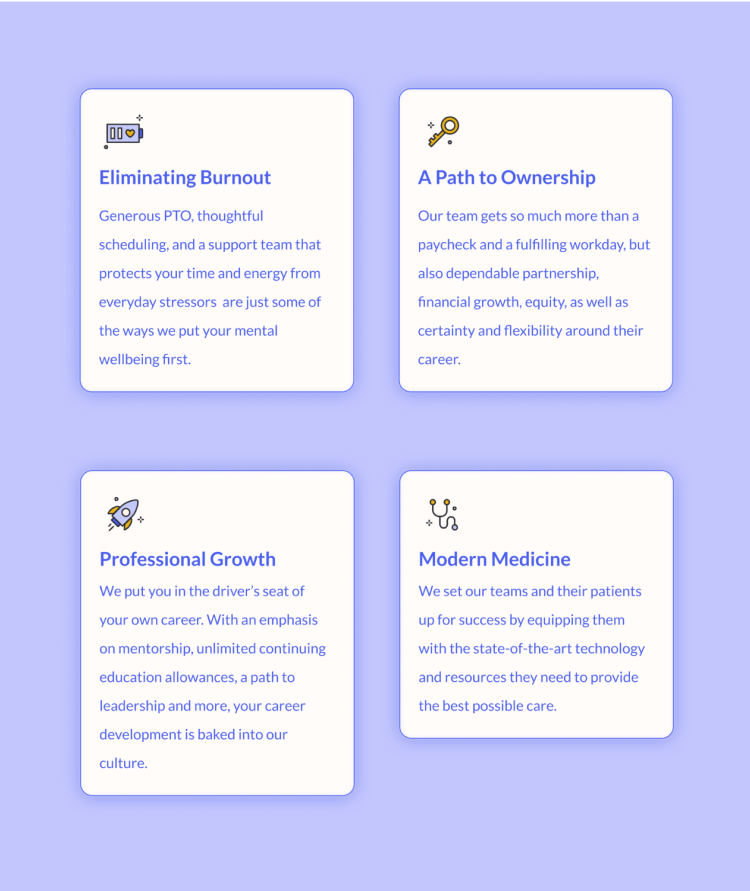 Eliminating Burnout
Generous PTO, thoughtful
scheduling, and a support team that
protects your time and energy from
everyday stressors  are just some of
the ways we put your mental
wellbeing first.
A Path to Ownership
Our team gets so much more than a
paycheck and a fulfilling workday, but
also dependable partnership,
financial growth, equity, as well as
certainty and flexibility around their
career.
Professional Growth
We put you in the driver’s seat of
your own career. With an emphasis
on mentorship, unlimited continuing
education allowances, a path to
leadership and more, your career
development is baked into our
culture.
Modern Medicine
We set our teams and their patients
up for success by equipping them
with the state-of-the-art technology
and resources they need to provide
the best possible care.